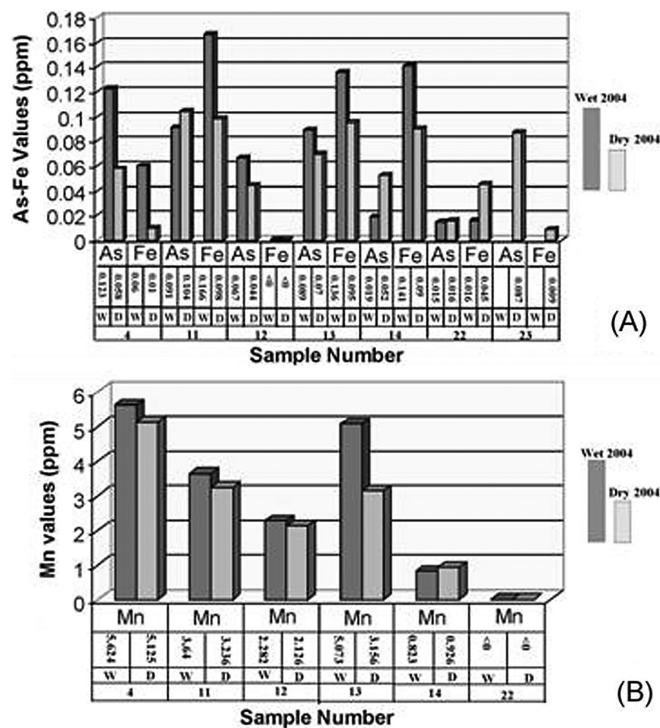 0.18
0.16
0.14
0.12
0.1
0.08
0.06
0.04
0.02
0
As-Fe Values (ppm)
Wet 2004
Dry 2004
As Fe As Fe As Fe As Fe As Fe As Fe As Fe
0.123 0.058 0.06 0.01 0.091 0.104 0.166 0.098 0.067 0.044 <0 <0 0.089 0.07 0.136 0.095 0.019 0.052 0.141 0.09 0.015 0.016 0.016 0.045 0.087 0.009
W D W D W D W D W D W D W D W D W D W D W D W D W D W D
4 11 12 13 14 22 23
Sample Number
(A)
6
5
4
3
2
1
0
Mn values (ppm)
Wet 2004
Dry 2004
Mn Mn Mn Mn Mn Mn
5.624 5.125 3.64 3.236 2.282 2.126 5.073 3.156 0.823 0.926 <0 <0
W D W D W D W D W D W D
4 11 12 13 14 22
Sample Number
(B)